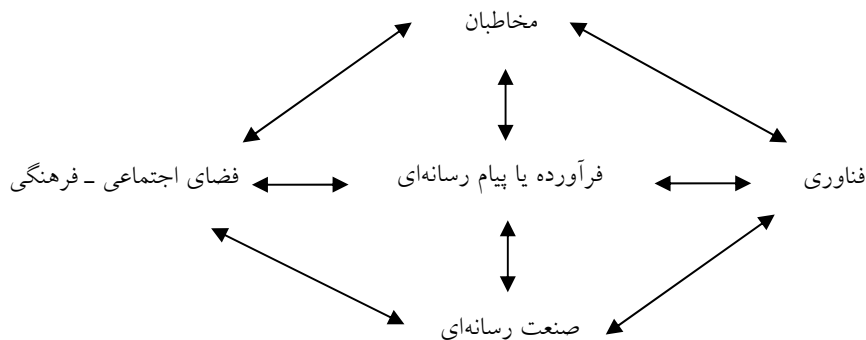 مخاطبان
فناوری
فرآورده یا پیام رسانه‌ای
فضای اجتماعی ـ فرهنگی
صنعت رسانه‌ای